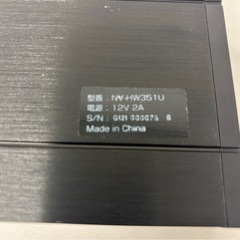 型番：NV-HW351U
電源：12V 2A
S/N：G121 000075 8
Made in China